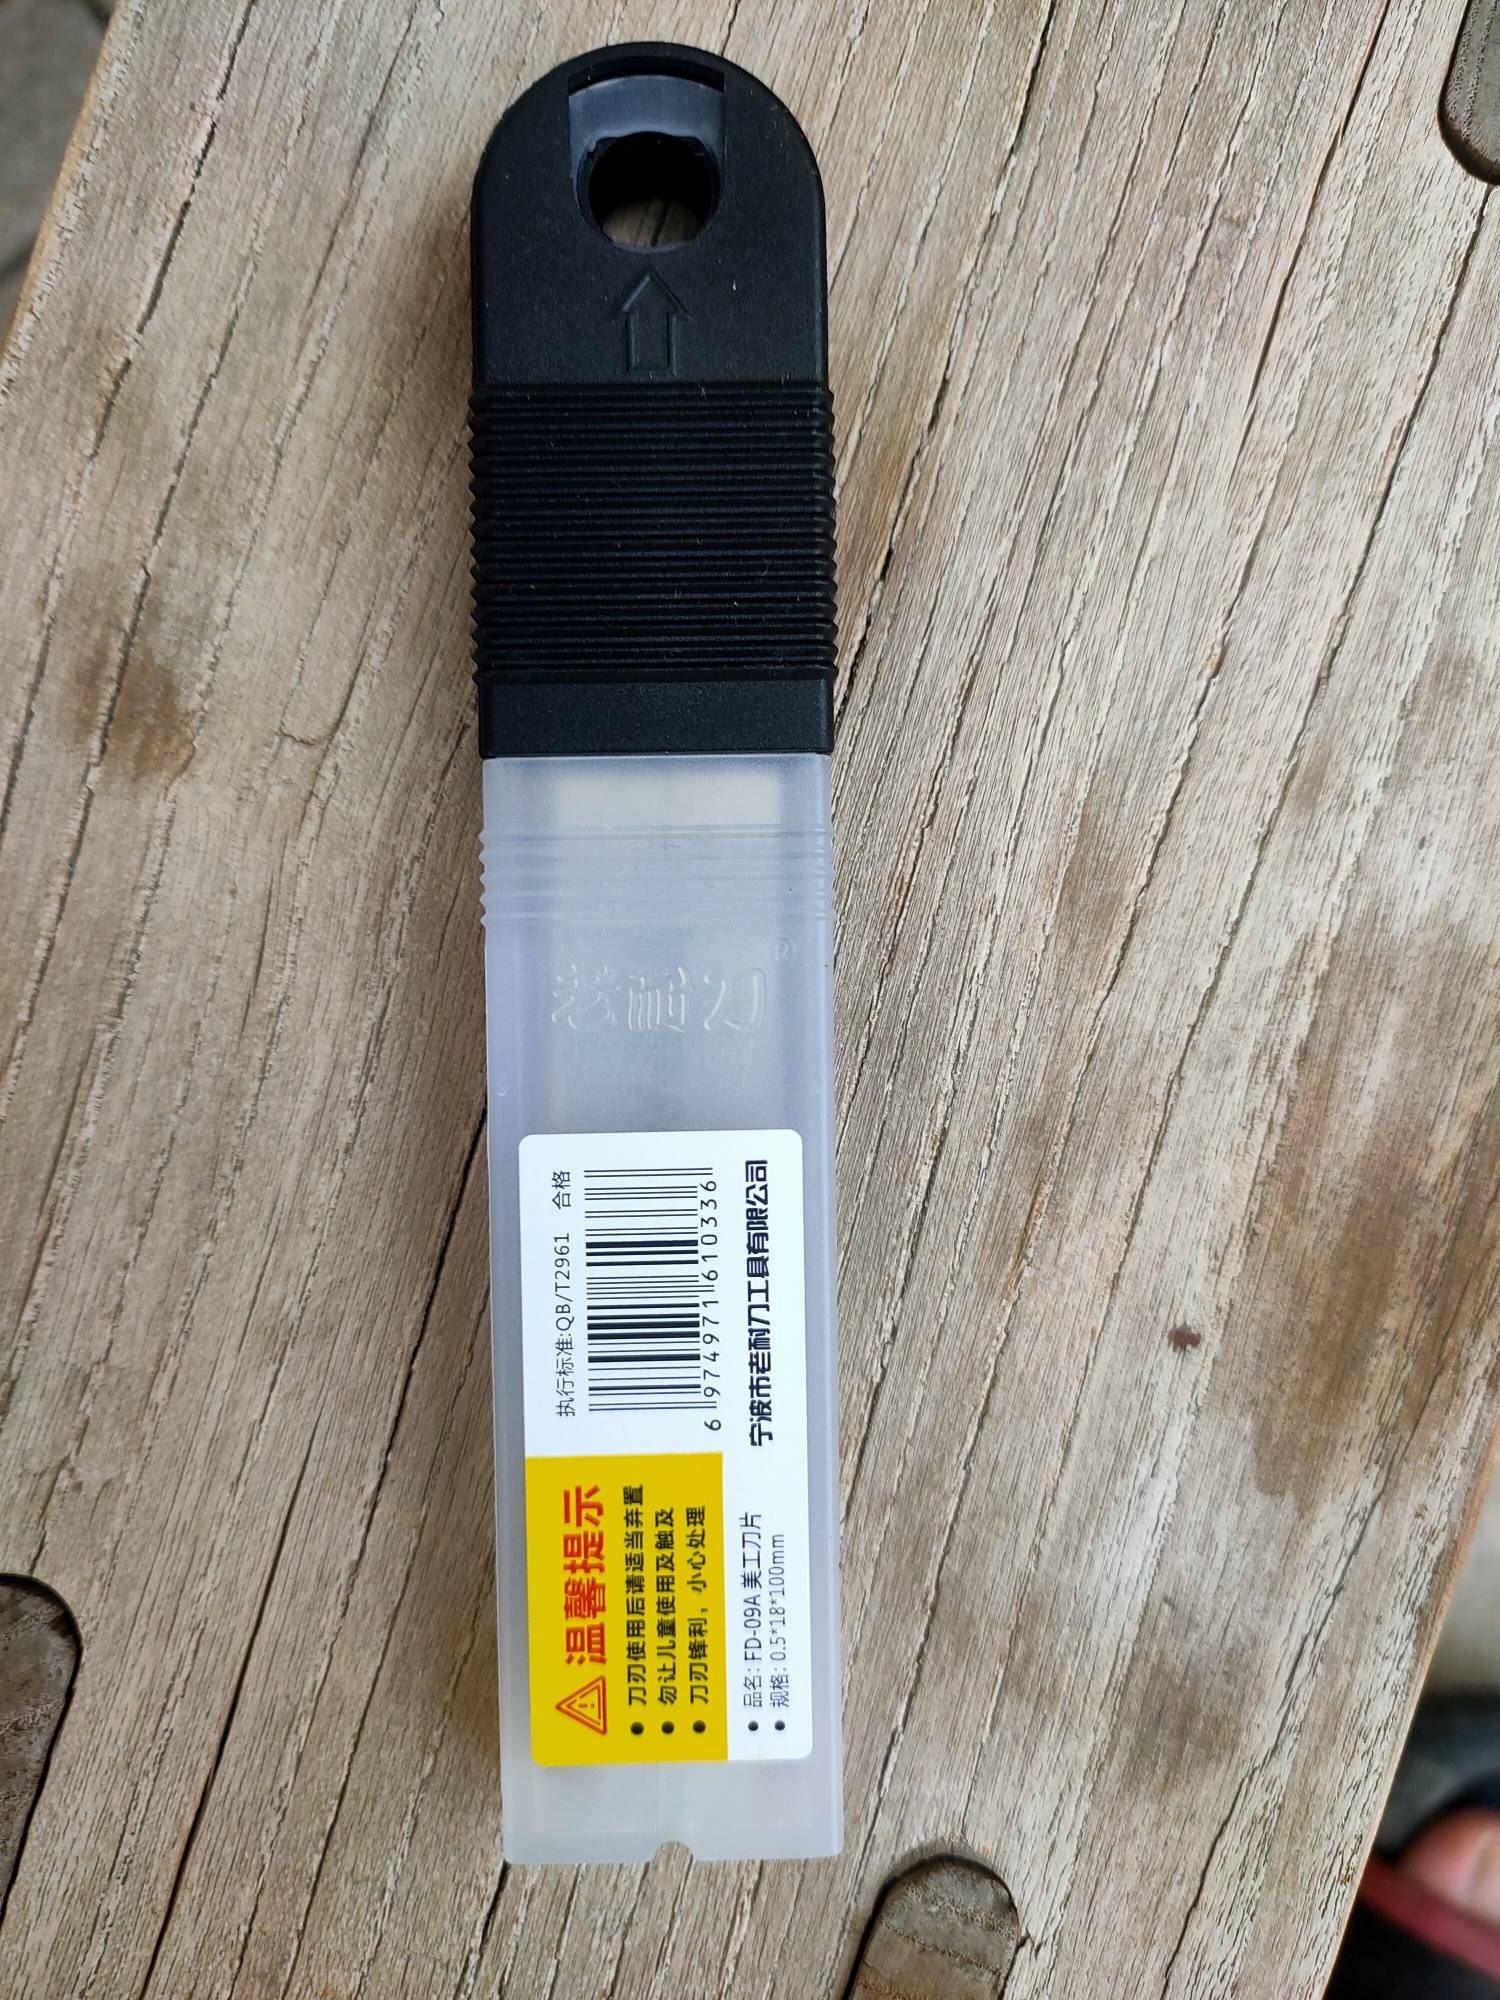 老耐刀®
执行标准:QB/T2961 合格
6 974971 610336
宁波市老耐刀工具有限公司
温馨提示
● 刀刃使用后请适当弃置
● 勿让儿童使用及触及
● 刀刃锋利，小心处理
● 品名: FD-09A 美工刀片
● 规格: 0.5*18*100mm